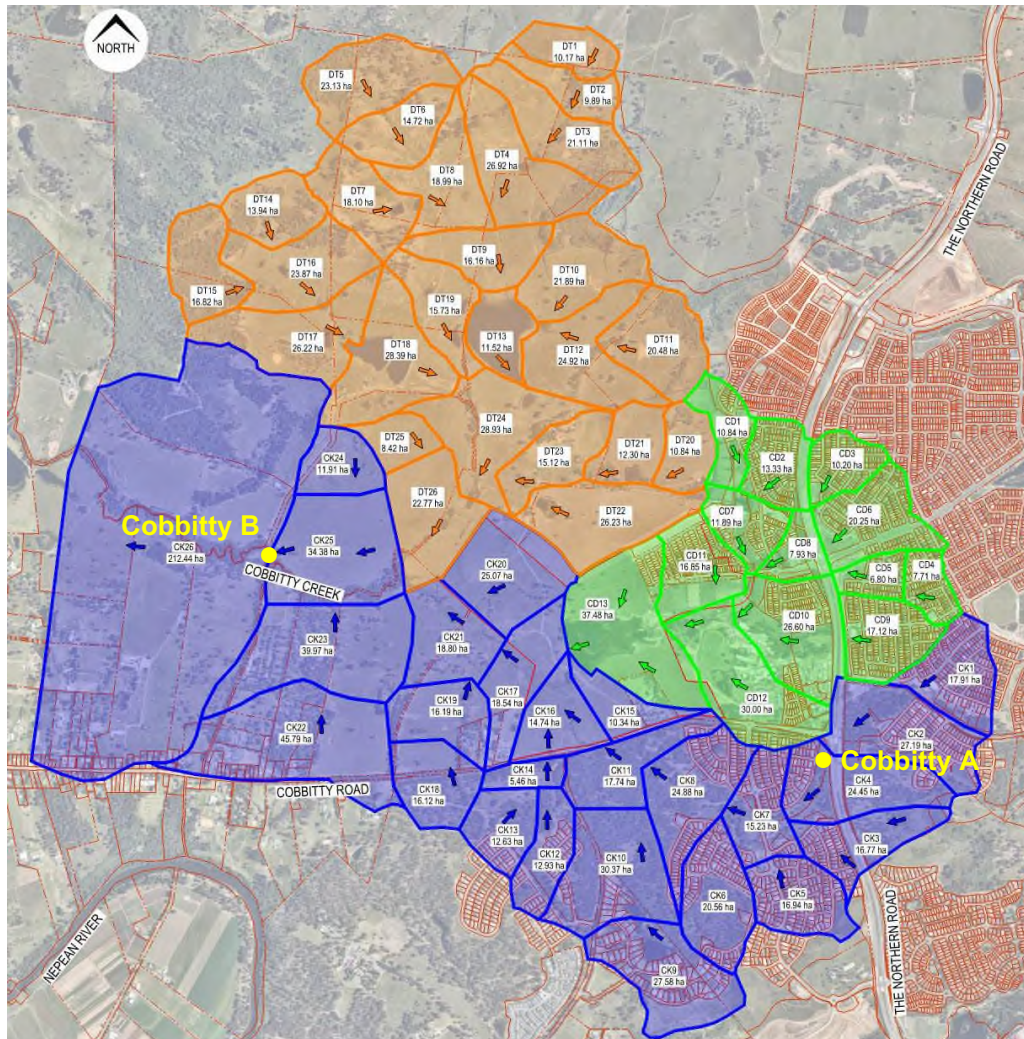 NORTH
DT1
10.17 ha
DT2
9.89 ha
DT3
21.11 ha
DT5
23.13 ha
DT6
14.72 ha
DT4
26.92 ha
DT8
18.99 ha
DT7
18.10 ha
DT14
13.94 ha
DT9
16.16 ha
DT16
23.87 ha
DT10
21.89 ha
DT15
16.82 ha
DT19
15.73 ha
DT13
11.52 ha
DT17
26.22 ha
DT18
28.39 ha
DT12
24.92 ha
DT11
20.48 ha
DT24
28.93 ha
DT25
8.42 ha
DT23
15.12 ha
DT21
12.30 ha
DT20
10.84 ha
DT26
22.77 ha
DT22
26.23 ha
THE NORTHERN ROAD
CD1
10.84 ha
CD2
13.33 ha
CD3
10.20 ha
CD7
11.89 ha
CD6
20.25 ha
CD8
7.93 ha
CD11
16.85 ha
CD5
6.80 ha
CD4
7.71 ha
CD13
37.48 ha
CD10
26.60 ha
CD9
17.12 ha
CD12
30.00 ha
CK24
11.91 ha
Cobbitty B
CK26
212.44 ha
CK25
34.38 ha
COBBITTY CREEK
CK20
25.07 ha
CK23
39.97 ha
CK21
18.80 ha
CK1
17.91 ha
CK19
16.19 ha
CK17
18.54 ha
CK16
14.74 ha
CK15
10.34 ha
CK22
45.79 ha
CK2
27.19 ha
Cobbitty A
CK4
24.45 ha
COBBITTY ROAD
CK18
16.12 ha
CK14
5.46 ha
CK11
17.74 ha
CK8
24.88 ha
CK7
15.23 ha
CK3
16.77 ha
CK13
12.63 ha
CK12
12.93 ha
CK10
30.37 ha
CK6
20.56 ha
CK5
16.94 ha
CK9
27.58 ha
NEPEAN RIVER
THE NORTHERN ROAD